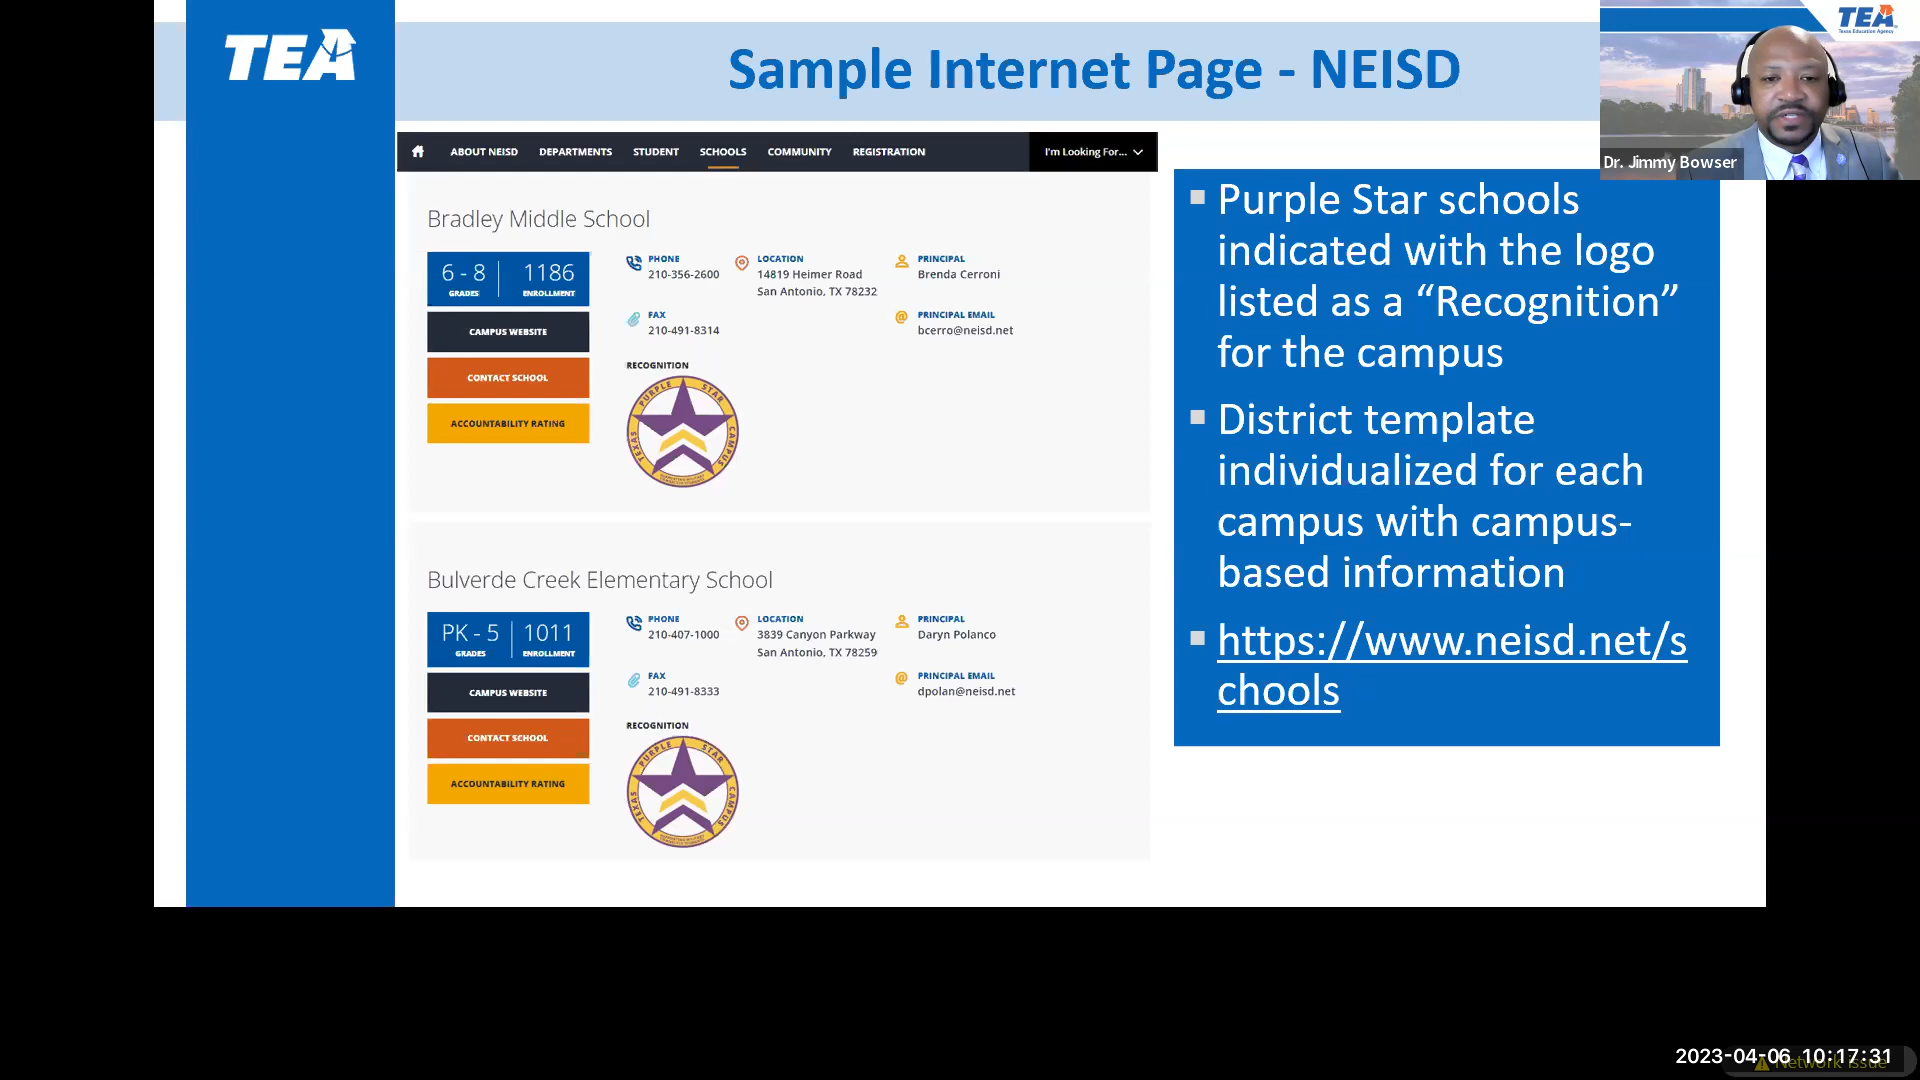 TEA
Sample Internet Page - NEISD
TEA
Texas Education Agency
Dr. Jimmy Bowser
ABOUT NEISD DEPARTMENTS STUDENT SCHOOLS COMMUNITY REGISTRATION I'm Looking For...
Bradley Middle School
6 - 8 1186
GRADES ENROLLMENT
CAMPUS WEBSITE
CONTACT SCHOOL
ACCOUNTABILITY RATING
PHONE
210-356-2600
LOCATION
14819 Heimer Road
San Antonio, TX 78232
PRINCIPAL
Brenda Cerroni
FAX
210-491-8314
PRINCIPAL EMAIL
bcerro@neisd.net
RECOGNITION
PURPLE STAR
TEXAS CAMPUS
Bulverde Creek Elementary School
PK - 5 1011
GRADES ENROLLMENT
CAMPUS WEBSITE
CONTACT SCHOOL
ACCOUNTABILITY RATING
PHONE
210-407-1000
LOCATION
3839 Canyon Parkway
San Antonio, TX 78259
PRINCIPAL
Daryn Polanco
FAX
210-491-8333
PRINCIPAL EMAIL
dpolan@neisd.net
RECOGNITION
PURPLE STAR
TEXAS CAMPUS
Purple Star schools
indicated with the logo
listed as a “Recognition”
for the campus
District template
individualized for each
campus with campus-
based information
https://www.neisd.net/s
chools
2023-04-06 10:17:31
Network issue